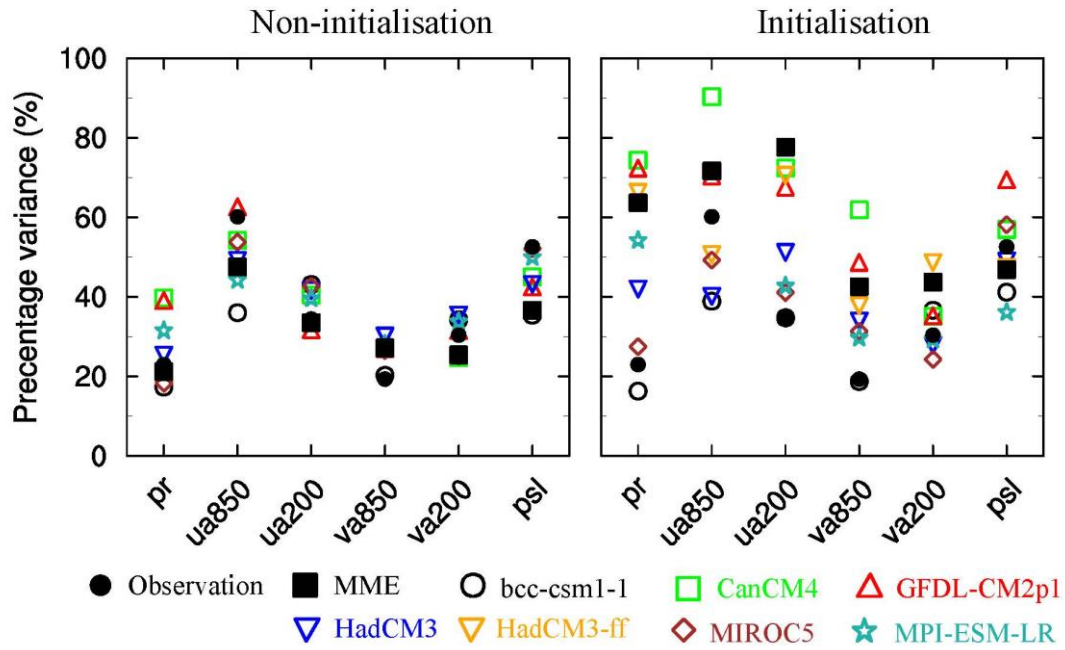 Non-initialisation Initialisation
Precentage variance (%)
100
80
60
40
20
0
pr ua850 ua200 va850 va200 psl pr ua850 ua200 va850 va200 psl
Observation MME bcc-csm1-1 CanCM4 GFDL-CM2p1
HadCM3 HadCM3-ff MIROC5 MPI-ESM-LR